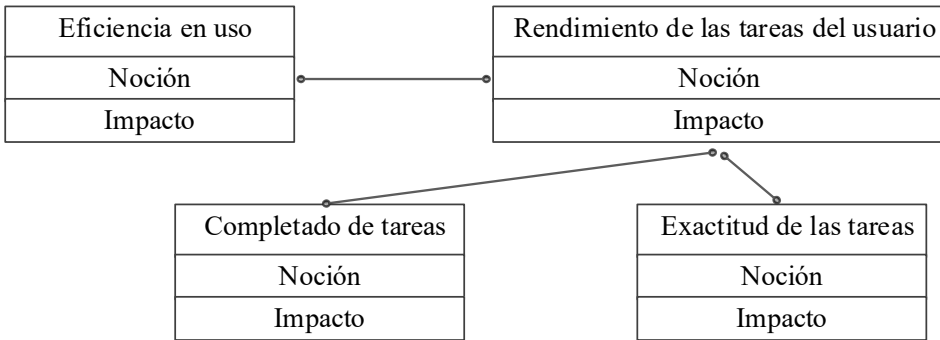 Eficiencia en uso
Noción
Impacto
Rendimiento de las tareas del usuario
Noción
Impacto
Completado de tareas
Noción
Impacto
Exactitud de las tareas
Noción
Impacto